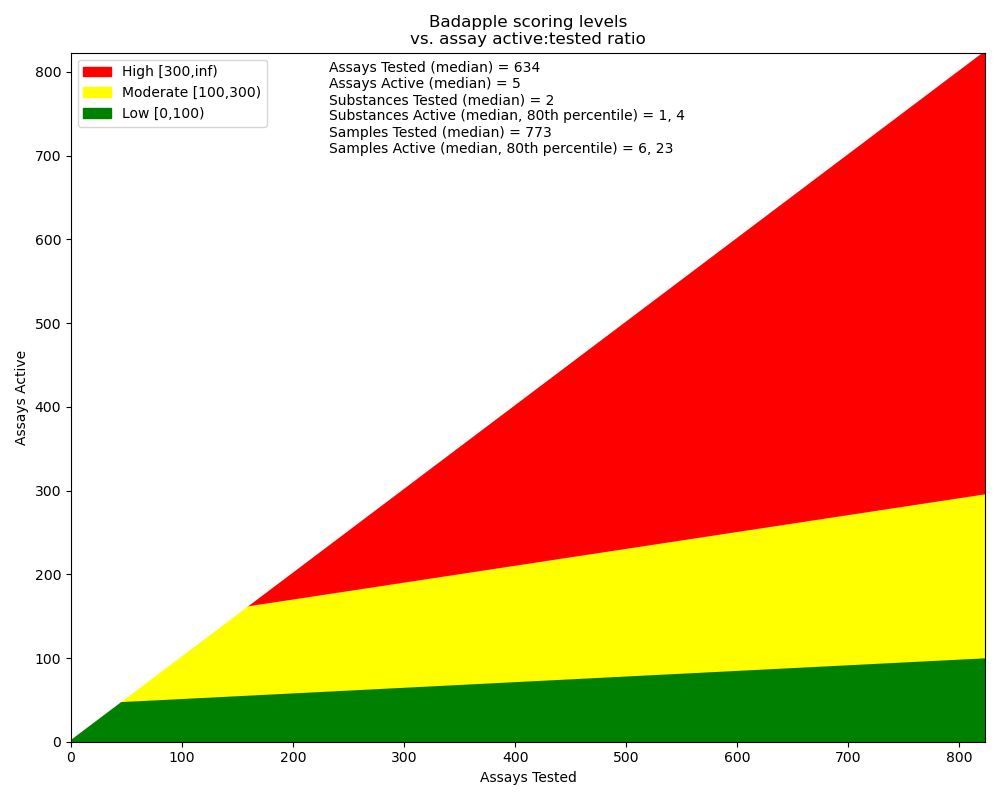 Badapple scoring levels
vs. assay active:tested ratio
High [300,inf)
Moderate [100,300)
Low [0,100)
Assays Tested (median) = 634
Assays Active (median) = 5
Substances Tested (median) = 2
Substances Active (median, 80th percentile) = 1, 4
Samples Tested (median) = 773
Samples Active (median, 80th percentile) = 6, 23
Assays Active
800
700
600
500
400
300
200
100
0
0 100 200 300 400 500 600 700 800
Assays Tested